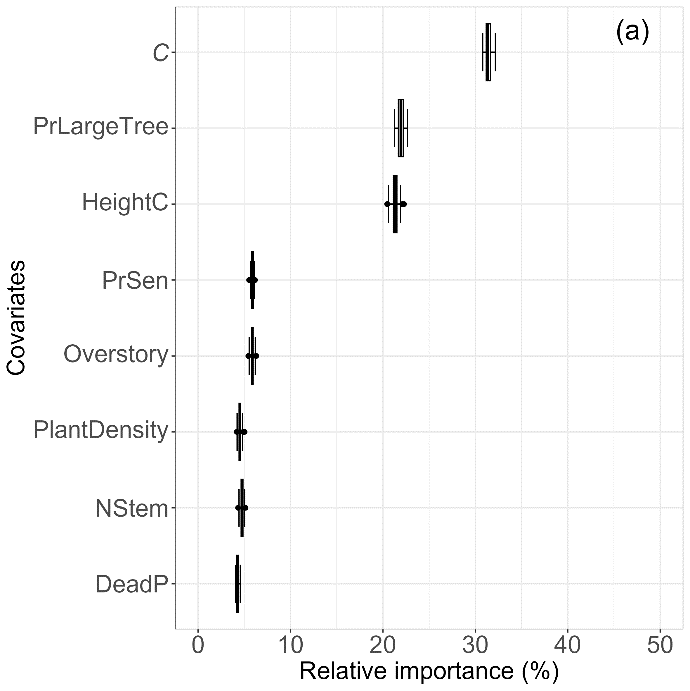 (a)
C
PrLargeTree
HeightC
PrSen
Overstory
PlantDensity
NStem
DeadP
Covariates
0 10 20 30 40 50
Relative importance (%)